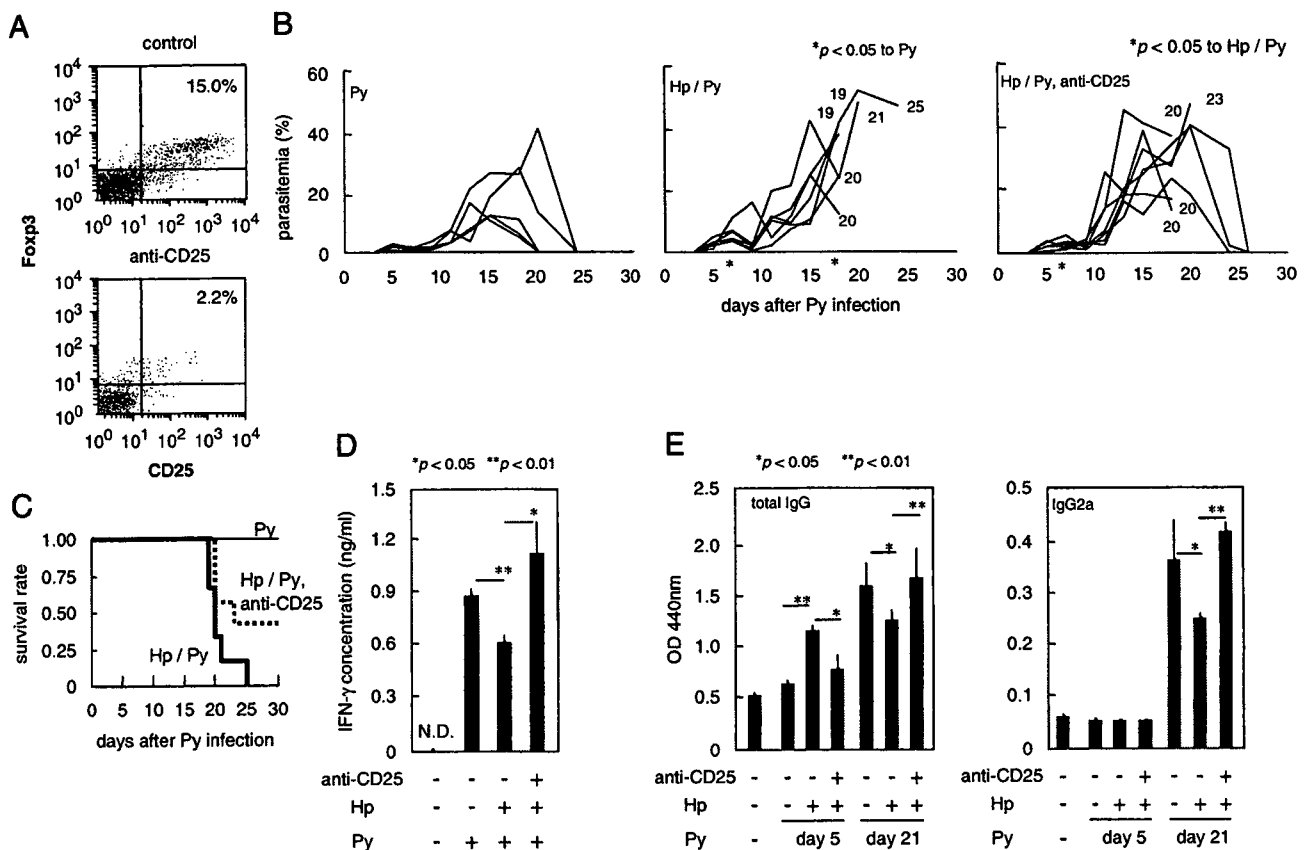 A
control
15.0%
10⁴
10³
10²
10¹
10⁰
10⁰ 10¹ 10² 10³ 10⁴
Foxp3
anti-CD25
2.2%
10⁴
10³
10²
10¹
10⁰
10⁰ 10¹ 10² 10³ 10⁴
CD25
B
*p < 0.05 to Py
*p < 0.05 to Hp / Py
parasitemia (%)
60
40
20
0
Py
0 5 10 15 20 25 30
Hp / Py
19
19
25
21
20
20
0 5 10 15 20 25 30
* *
days after Py infection
Hp / Py, anti-CD25
20
23
20
20
0 5 10 15 20 25 30
*
C
survival rate
1.00
0.75
0.50
0.25
0
Py
Hp / Py,
anti-CD25
Hp / Py
0 5 10 15 20 25 30
days after Py infection
D
*p < 0.05 **p < 0.01
IFN-γ concentration (ng/ml)
1.5
1.2
0.9
0.6
0.3
0
N.D.
**
*
anti-CD25 - - - +
Hp - - + +
Py - + + +
E
*p < 0.05 **p < 0.01
OD 440nm
total IgG
2.5
2.0
1.5
1.0
0.5
0
**
*
*
**
anti-CD25 - - - + - - +
Hp - - + + - + +
Py - day 5 day 21
IgG2a
0.5
0.4
0.3
0.2
0.1
0
*
**
anti-CD25 - - - + - - +
Hp - - + + - + +
Py - day 5 day 21